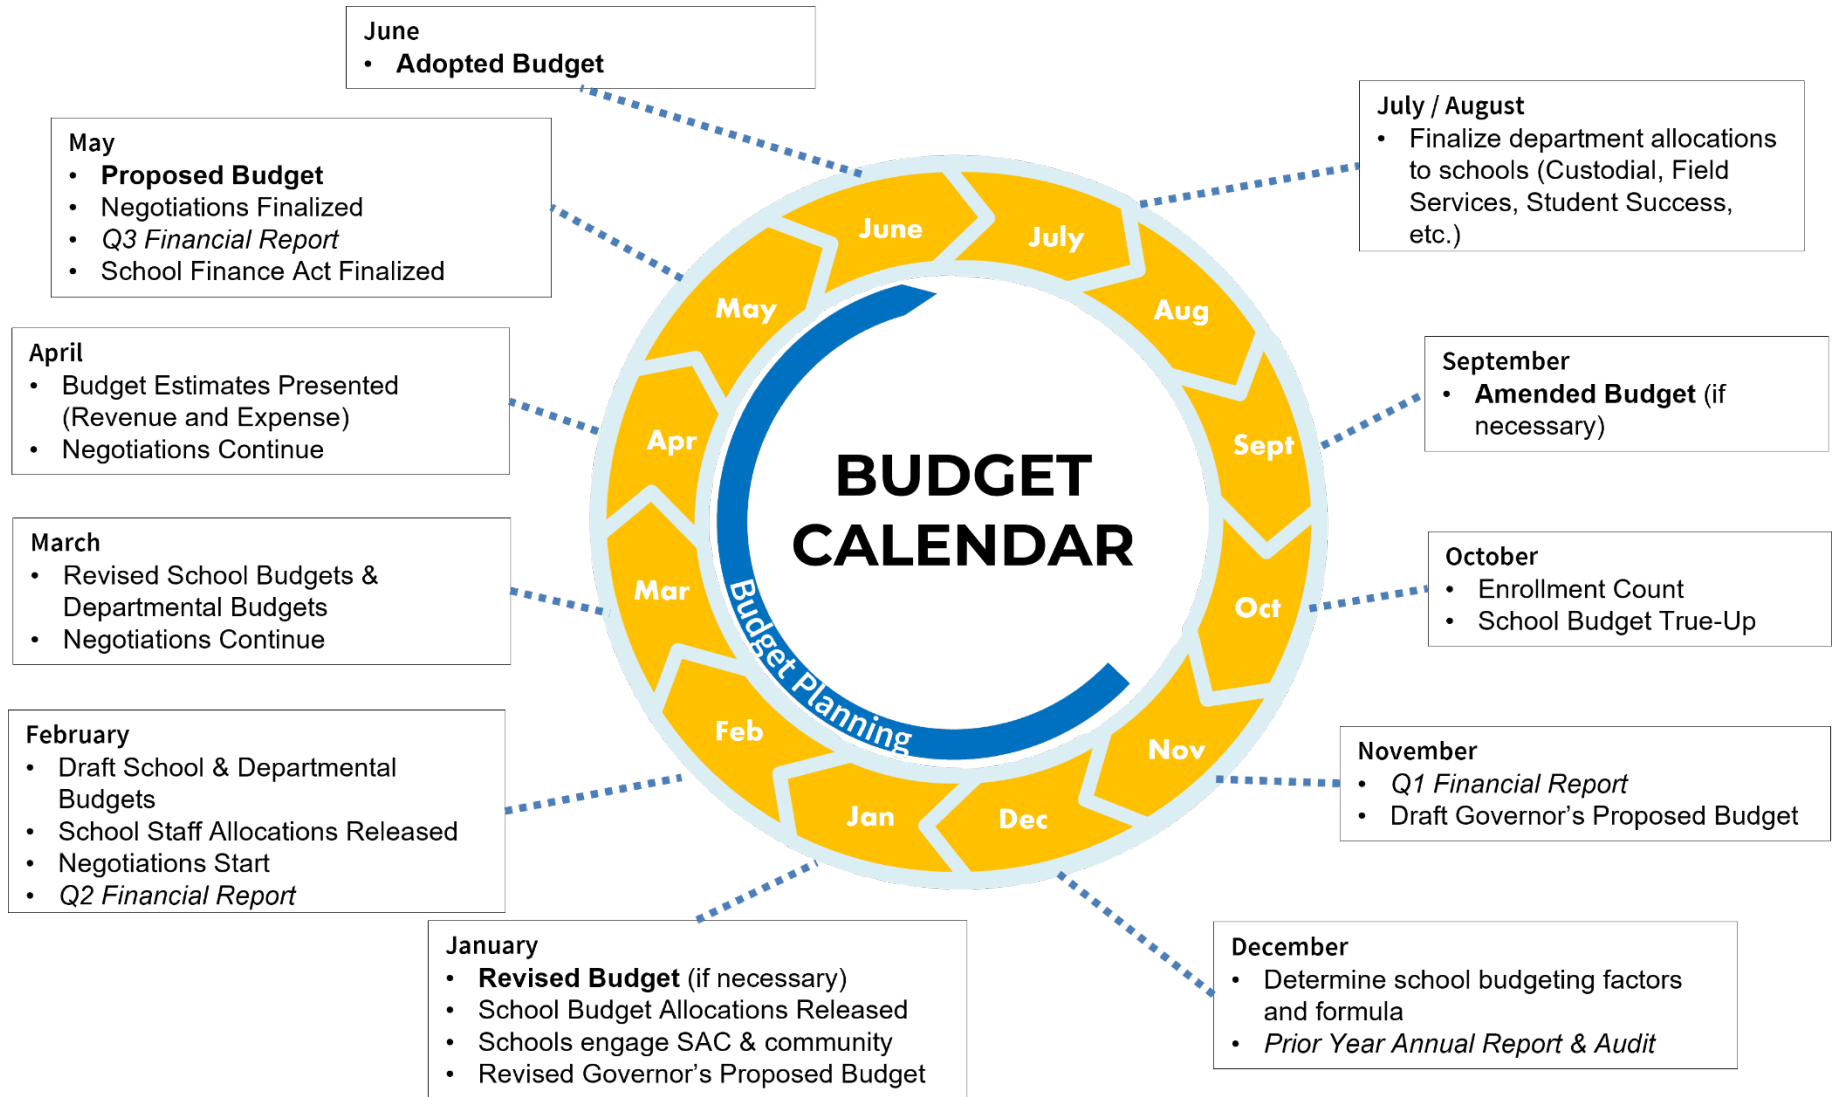 June
• Adopted Budget
July / August
• Finalize department allocations
to schools (Custodial, Field
Services, Student Success,
etc.)
September
• Amended Budget (if
necessary)
October
• Enrollment Count
• School Budget True-Up
November
• Q1 Financial Report
• Draft Governor's Proposed Budget
December
• Determine school budgeting factors
and formula
• Prior Year Annual Report & Audit
January
• Revised Budget (if necessary)
• School Budget Allocations Released
• Schools engage SAC & community
• Revised Governor's Proposed Budget
February
• Draft School & Departmental
Budgets
• School Staff Allocations Released
• Negotiations Start
• Q2 Financial Report
March
• Revised School Budgets &
Departmental Budgets
• Negotiations Continue
April
• Budget Estimates Presented
(Revenue and Expense)
• Negotiations Continue
May
• Proposed Budget
• Negotiations Finalized
• Q3 Financial Report
• School Finance Act Finalized
June
July
Aug
Sept
Oct
Nov
Dec
Jan
Feb
Mar
Apr
May
BUDGET
CALENDAR
Budget Planning